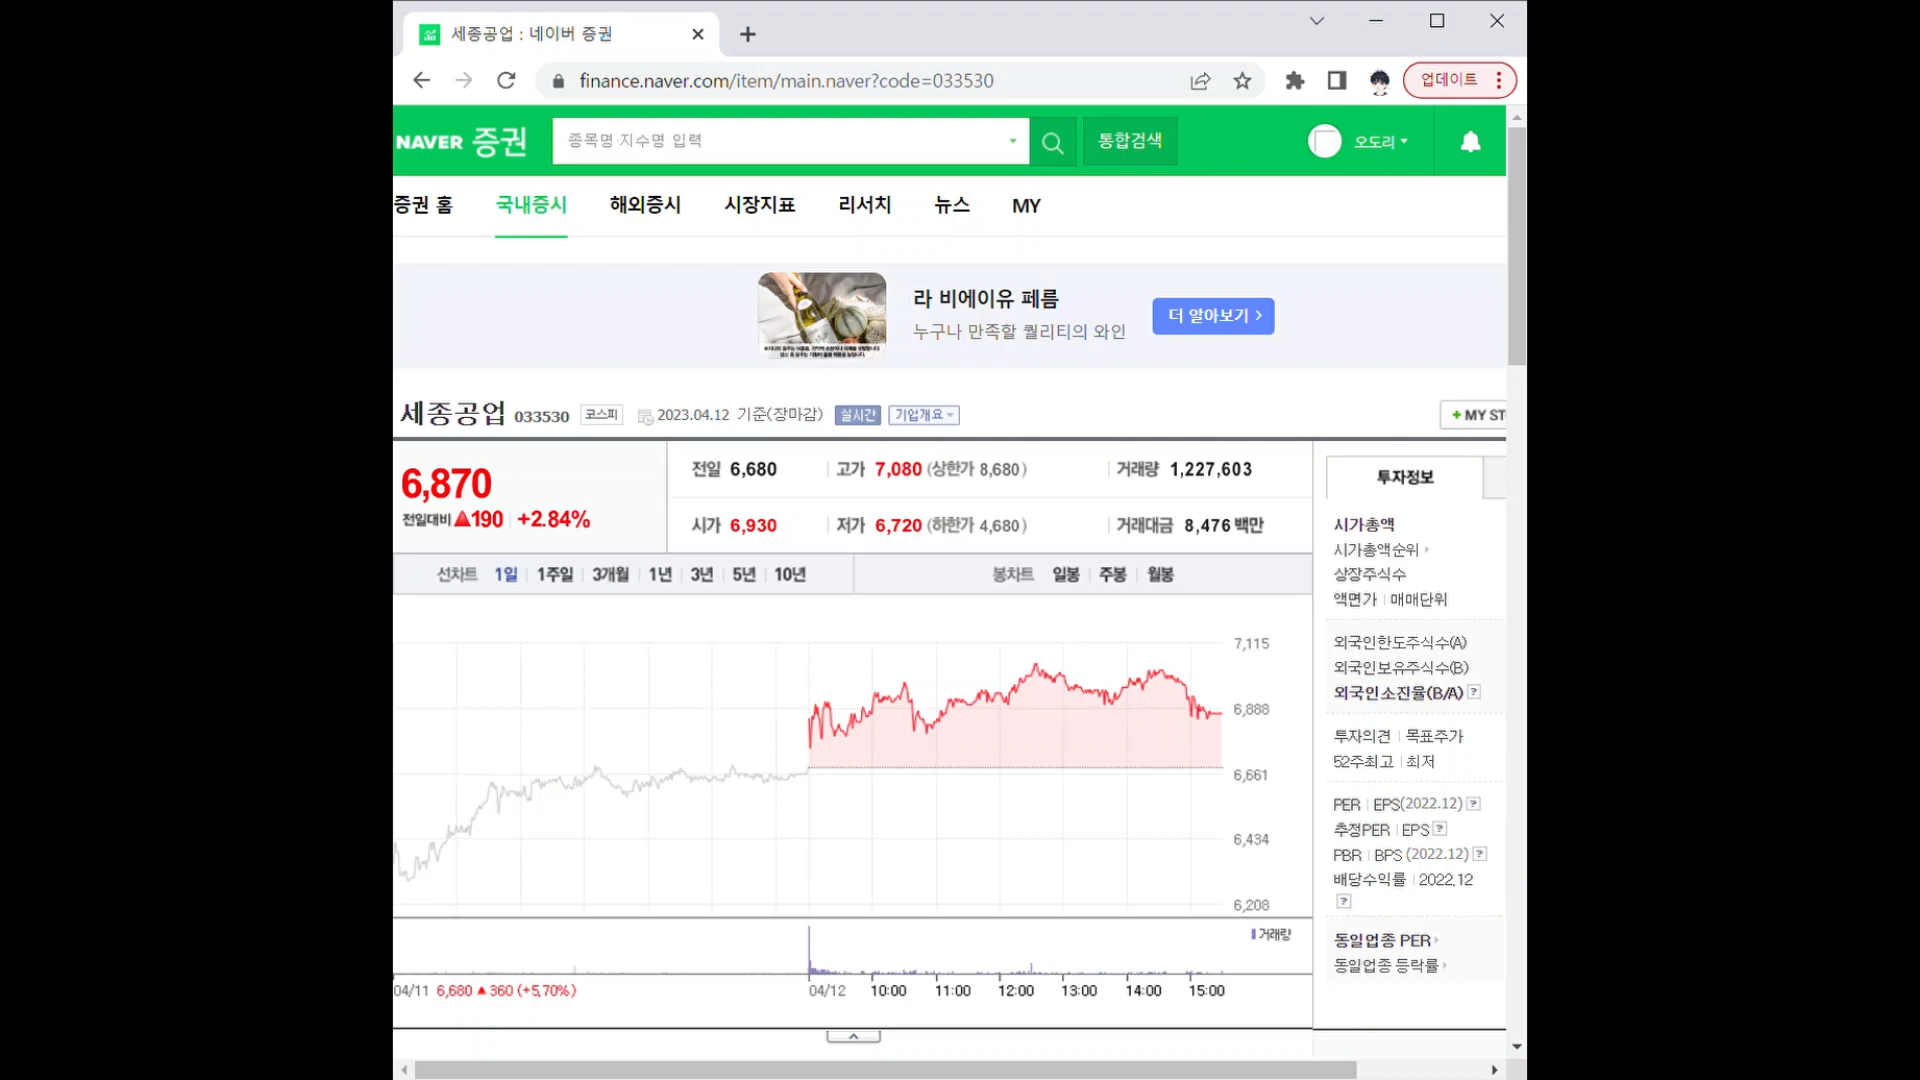 세종공업 : 네이버 증권
finance.naver.com/item/main.naver?code=033530
업데이트
NAVER 증권
종목명·지수명 입력
통합검색
오도리
증권 홈 국내증시 해외증시 시장지표 리서치 뉴스 MY
라 비에이유 페름
누구나 만족할 퀄리티의 와인
더 알아보기 >
세종공업 033530 코스피 2023.04.12 기준(장마감) 실시간 기업개요
+ MY ST
6,870
전일대비 ▲190 +2.84%
전일 6,680 고가 7,080 (상한가 8,680) 거래량 1,227,603
시가 6,930 저가 6,720 (하한가 4,680) 거래대금 8,476 백만
선차트 1일 1주일 3개월 1년 3년 5년 10년 봉차트 일봉 주봉 월봉
7,115
6,888
6,661
6,434
6,208
거래량
04/11 6,680 ▲ 360 (+5,70%) 04/12 10:00 11:00 12:00 13:00 14:00 15:00
투자정보
시가총액
시가총액순위
상장주식수
액면가 매매단위
외국인한도주식수(A)
외국인보유주식수(B)
외국인소진율(B/A) ?
투자의견 목표주가
52주최고 최저
PER EPS(2022.12) ?
추정PER EPS ?
PBR BPS (2022.12) ?
배당수익률 2022.12
?
동일업종 PER
동일업종 등락률